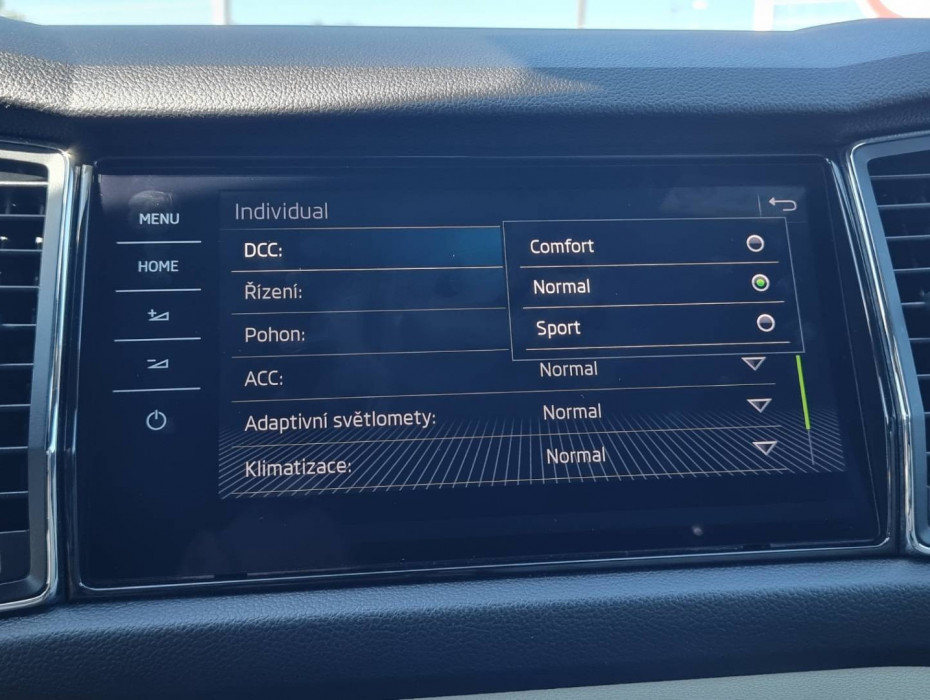 MENU
HOME
Individual
DCC:
Comfort
Řízení:
Normal
Pohon:
Sport
ACC:
Normal
Adaptivní světlomety:
Normal
Klimatizace:
Normal